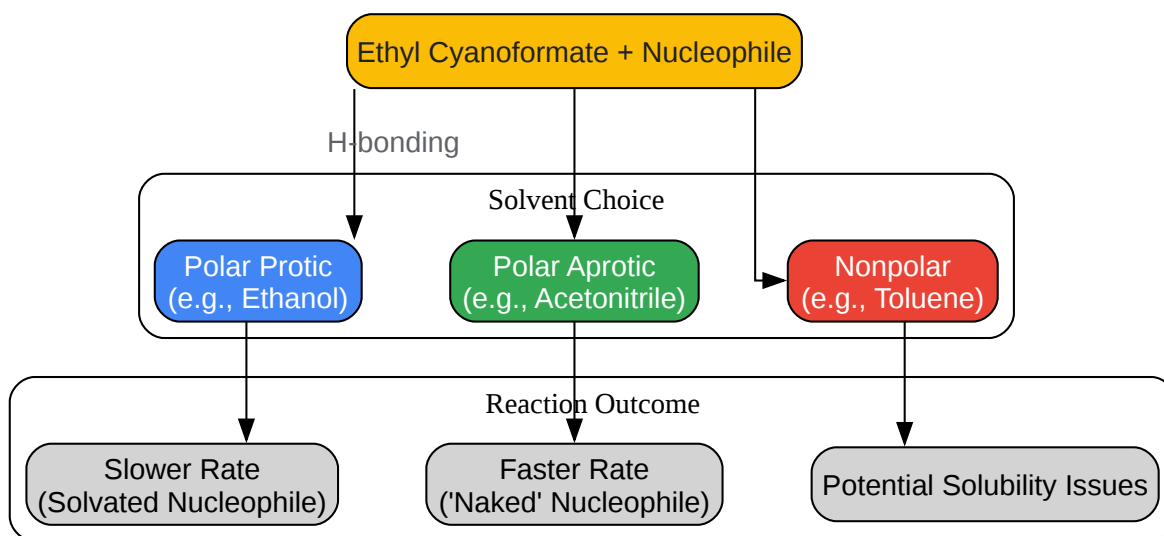 Ethyl Cyanoformate + Nucleophile
H-bonding
Solvent Choice
Polar Protic
(e.g., Ethanol)
Polar Aprotic
(e.g., Acetonitrile)
Nonpolar
(e.g., Toluene)
Reaction Outcome
Slower Rate
(Solvated Nucleophile)
Faster Rate
('Naked' Nucleophile)
Potential Solubility Issues